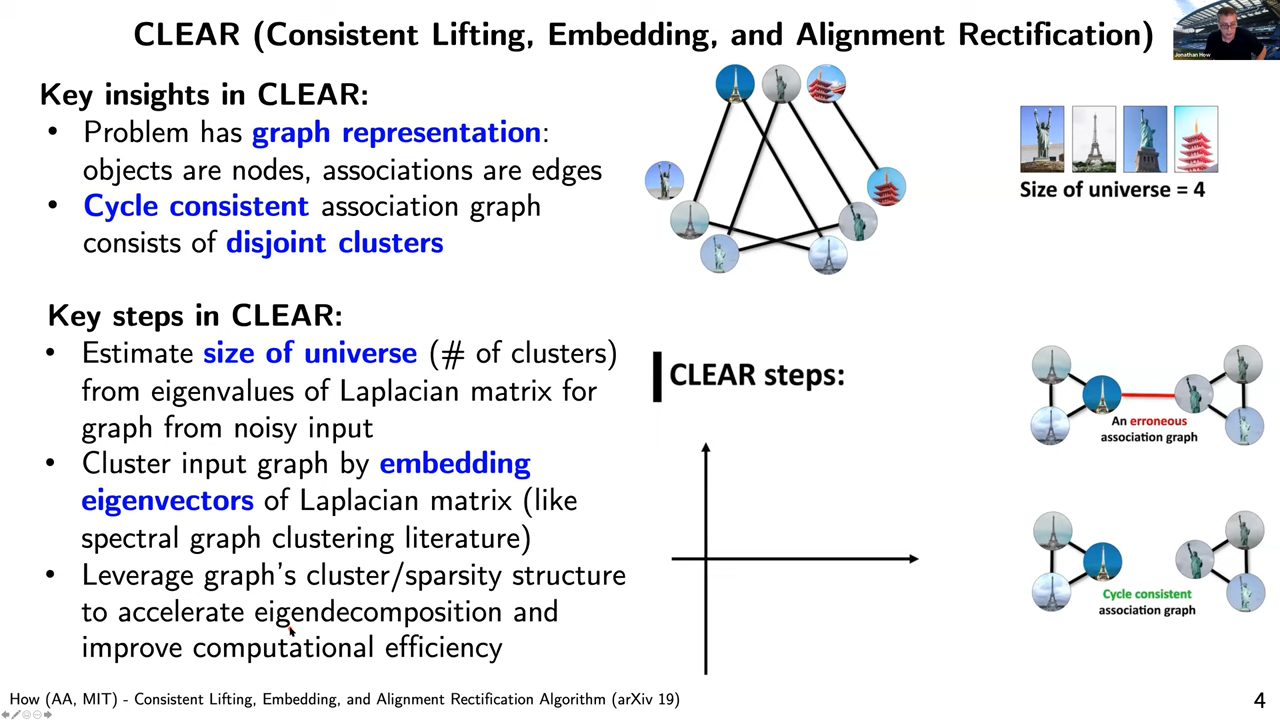 CLEAR (Consistent Lifting, Embedding, and Alignment Rectification)
Jonathan How
Key insights in CLEAR:
• Problem has graph representation:
objects are nodes, associations are edges
• Cycle consistent association graph
consists of disjoint clusters
Size of universe = 4
Key steps in CLEAR:
• Estimate size of universe (# of clusters)
from eigenvalues of Laplacian matrix for
graph from noisy input
• Cluster input graph by embedding
eigenvectors of Laplacian matrix (like
spectral graph clustering literature)
• Leverage graph's cluster/sparsity structure
to accelerate eigendecomposition and
improve computational efficiency
CLEAR steps:
An erroneous
association graph
Cycle consistent
association graph
How (AA, MIT) - Consistent Lifting, Embedding, and Alignment Rectification Algorithm (arXiv 19)
4